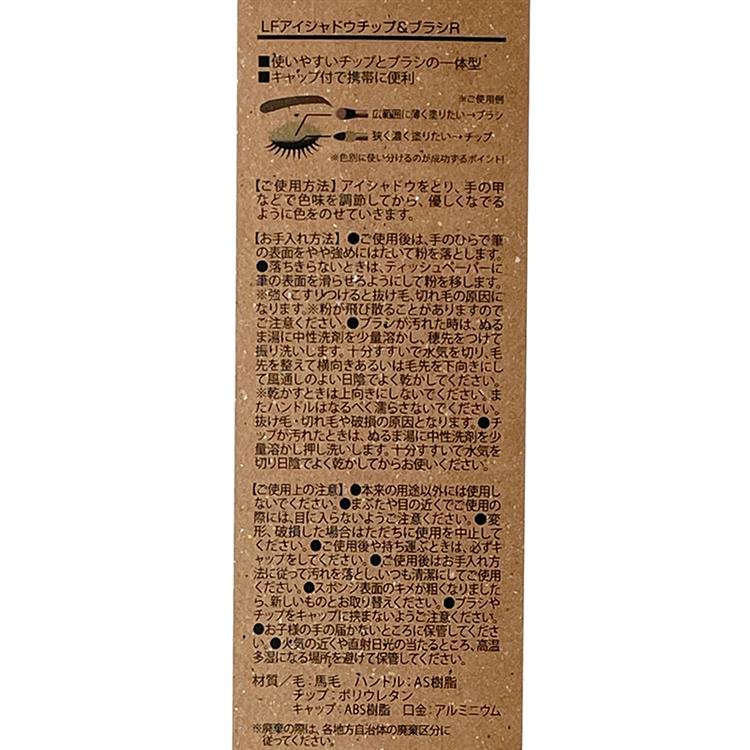 LFアイシャドウチップ&ブラシR
■使いやすいチップとブラシの一体型
■キャップ付で携帯に便利
※ご使用例
広範囲に薄く塗りたい→ブラシ
狭く濃く塗りたい→チップ
※色別に使い分けるのが成功するポイント!
【ご使用方法】アイシャドウをとり、手の甲
などで色味を調節してから、優しくなでる
ように色をのせていきます。
【お手入れ方法】●ご使用後は、手のひらで筆
の表面をやや強めにはたいて粉を落とします。
●落ちきらないときは、ティッシュペーパーに
筆の表面を滑らせるようにして粉を移します。
※強くこすりつけると抜け毛、切れ毛の原因に
なります。※粉が飛び散ることがありますので
ご注意ください。●ブラシが汚れた時は、ぬる
ま湯に中性洗剤を少量溶かし、穂先をつけて
振り洗いします。十分すすいで水気を切り、毛
先を整えて横向きあるいは毛先を下向きにし
て風通しのよい日陰でよく乾かしてください。
※乾かすときは上向きにしないでください。ま
たハンドルはなるべく濡らさないでください。
抜け毛・切れ毛や破損の原因となります。●チ
ップが汚れたときは、ぬるま湯に中性洗剤を少
量溶かし押し洗いします。十分すすいで水気を
切り日陰でよく乾かしてからお使いください。
【ご使用上の注意】●本来の用途以外には使用し
ないでください。●まぶたや目の近くでご使用の
際には、目に入らないようご注意ください。●変
形、破損した場合はただちに使用を中止して
ください。●ご使用後や持ち運ぶときは、必ずキ
ャップをしてください。●ご使用後はお手入れ方
法に従って汚れを落とし、いつも清潔にしてご使用
ください。●スポンジ表面のキメが粗くなりました
ら、新しいものとお取り替えください。●ブラシや
チップをキャップに挟まないようご注意ください。
●お子様の手の届かないところに保管してくださ
い。●火気の近くや直射日光の当たるところ、高温
多湿になる場所を避けて保管してください。
材質/毛:馬毛 ハンドル:AS樹脂
チップ:ポリウレタン
キャップ:ABS樹脂 口金:アルミニウム
※廃棄の際は、各地方自治体の廃棄区分に
従ってください。